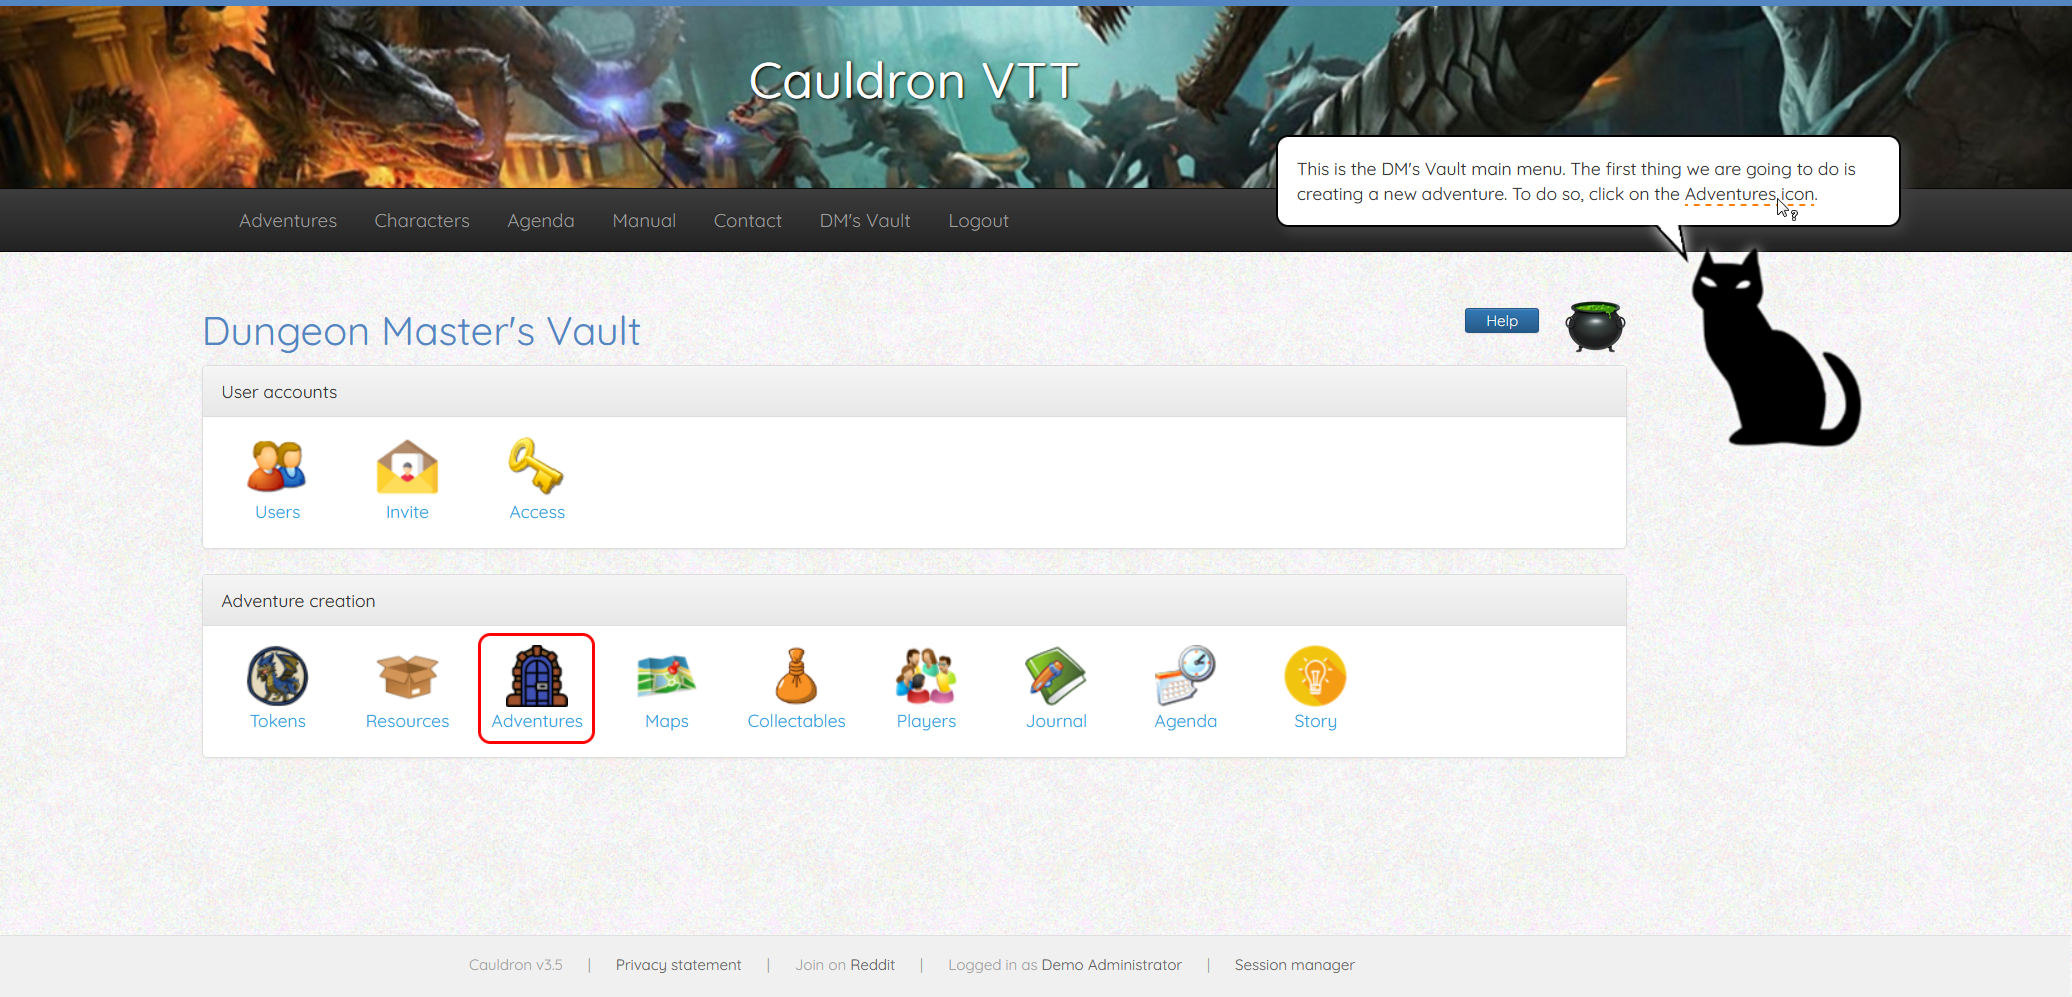 Cauldron VTT
This is the DM's Vault main menu. The first thing we are going to do is
creating a new adventure. To do so, click on the Adventures icon.
Adventures Characters Agenda Manual Contact DM's Vault Logout
Dungeon Master's Vault
Help
User accounts
Users Invite Access
Adventure creation
Tokens Resources Adventures Maps Collectables Players Journal Agenda Story
Cauldron v3.5 | Privacy statement | Join on Reddit | Logged in as Demo Administrator | Session manager